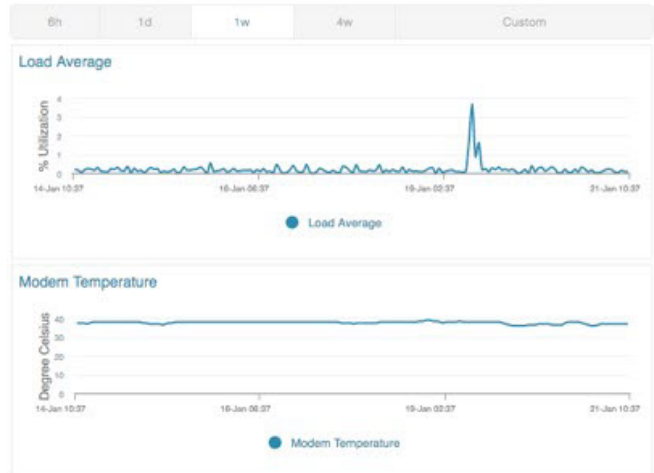 6h 1d 1w 4w Custom
Load Average
% Utilization
4
3
2
1
0
14-Jan 10:37 16-Jan 06:37 19-Jan 02:37 21-Jan 10:37
Load Average
Modem Temperature
Degree Celsius
40
30
20
10
0
14-Jan 10:37 16-Jan 06:37 19-Jan 02:37 21-Jan 10:37
Modem Temperature